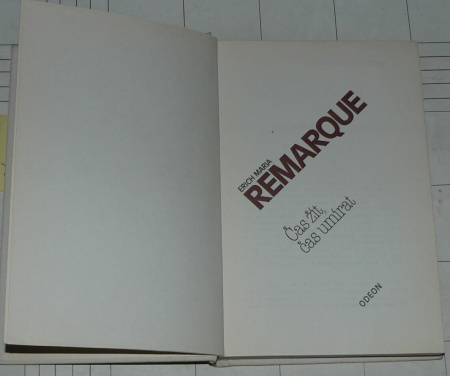 ERICH MARIA
REMARQUE
Čas žít,
čas umírat
ODEON